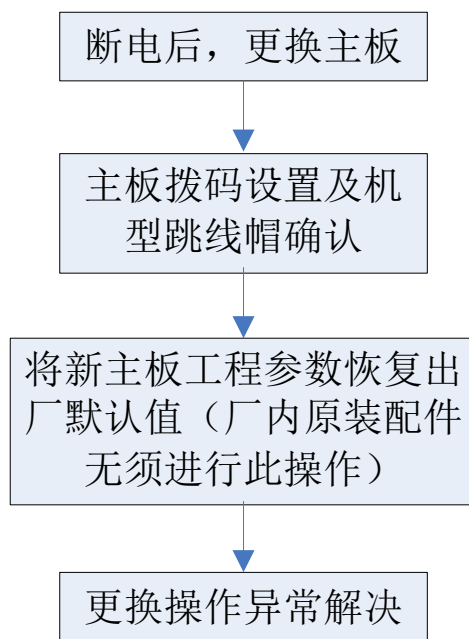 断电后，更换主板
主板拨码设置及机
型跳线帽确认
将新主板工程参数恢复出
厂默认值（厂内原装配件
无须进行此操作）
更换操作异常解决